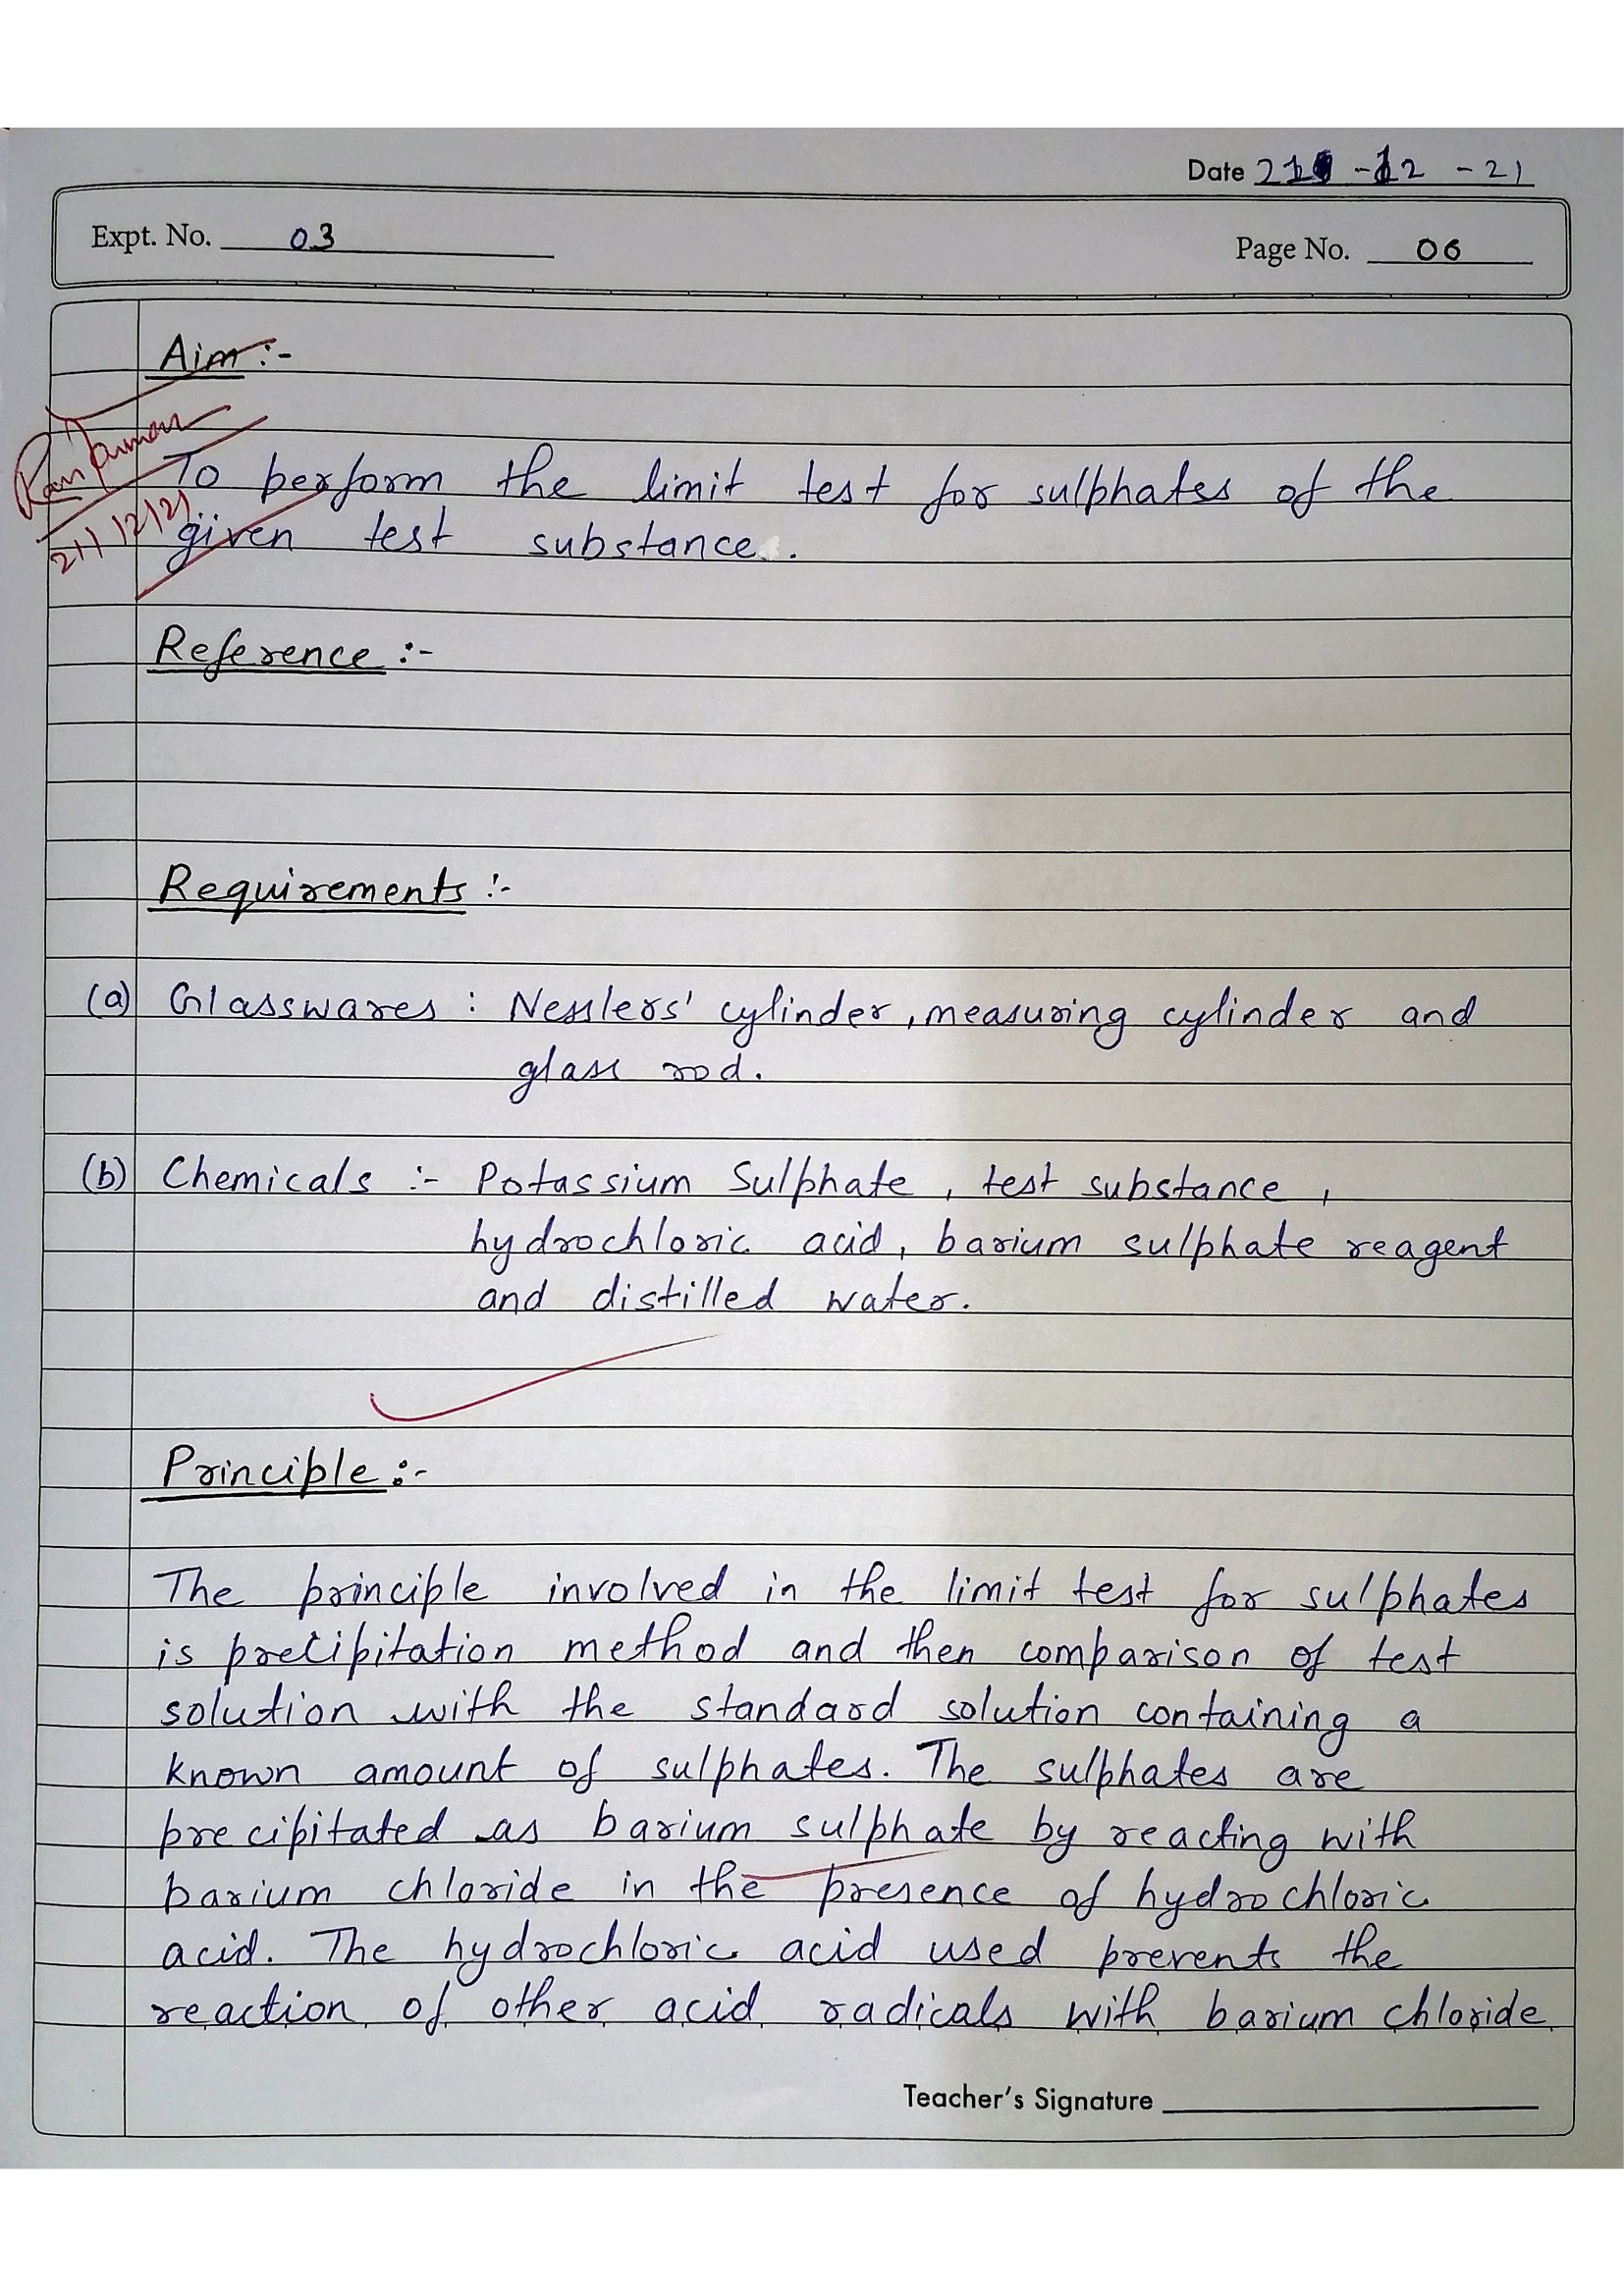 Date 21 -12 -21
Expt. No. 03
Page No. 06
Aim :-
21/12/21
To perform the limit test for sulphates of the
given test substance.
Reference :-
Requirements :-
(a) Glasswares : Nesslers' cylinder, measuring cylinder and
glass rod.
(b) Chemicals :- Potassium Sulphate, test substance,
hydrochloric acid, barium sulphate reagent
and distilled water.
Principle :-
The principle involved in the limit test for sulphates
is precipitation method and then comparison of test
solution with the standard solution containing a
known amount of sulphates. The sulphates are
precipitated as barium sulphate by reacting with
barium chloride in the presence of hydrochloric
acid. The hydrochloric acid used prevents the
reaction of other acid radicals with barium chloride
Teacher's Signature